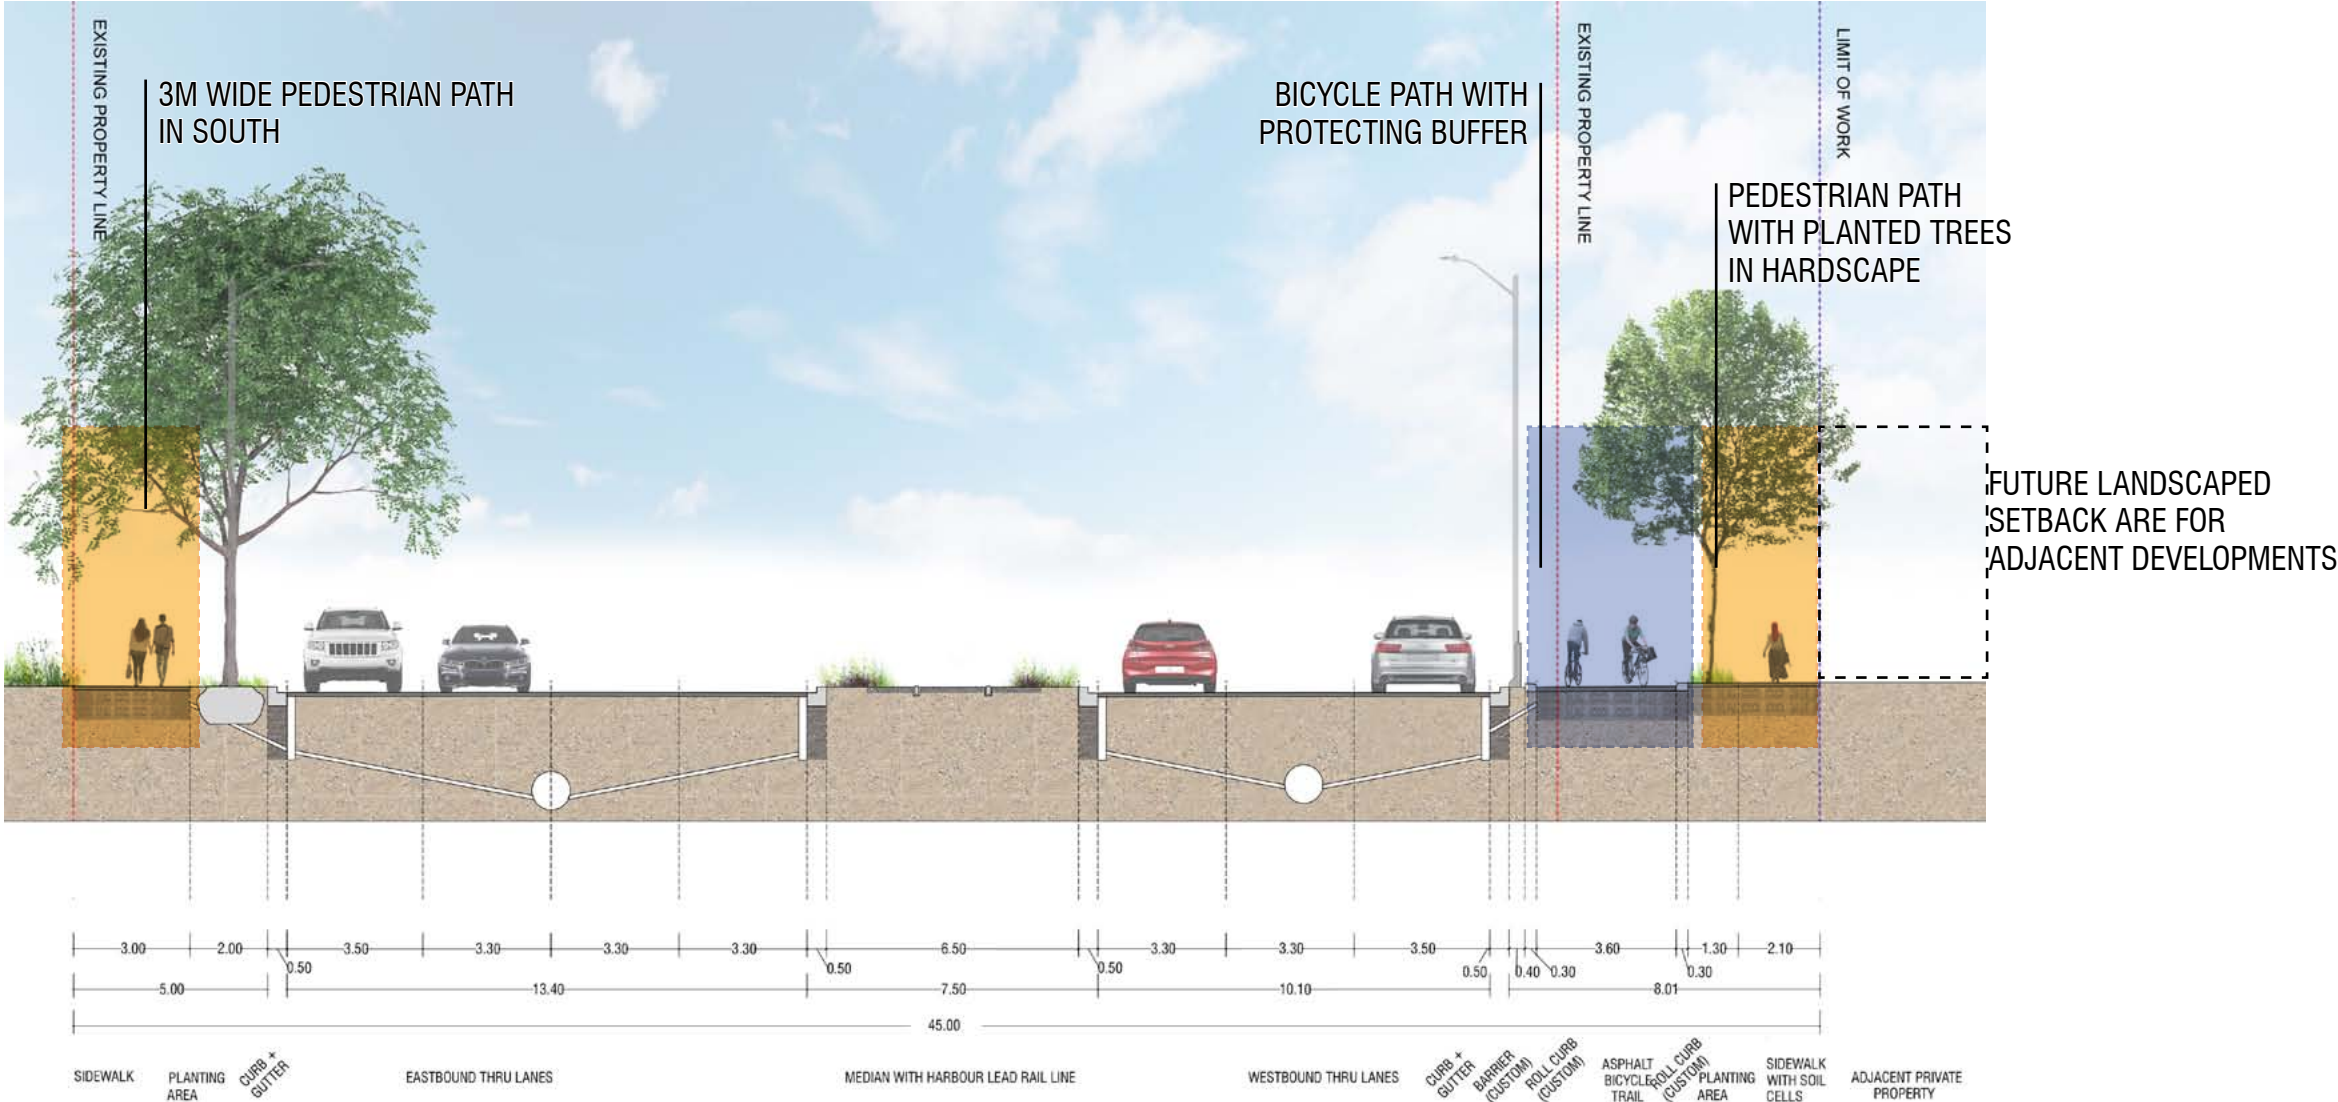 EXISTING PROPERTY LINE
3M WIDE PEDESTRIAN PATH
IN SOUTH
BICYCLE PATH WITH
PROTECTING BUFFER
EXISTING PROPERTY LINE
LIMIT OF WORK
PEDESTRIAN PATH
WITH PLANTED TREES
IN HARDSCAPE
FUTURE LANDSCAPED
SETBACK ARE FOR
ADJACENT DEVELOPMENTS
3.00 2.00 3.50 3.30 3.30 3.30 6.50 3.30 3.30 3.50 3.60 1.30 2.10
0.50 0.50 0.50 0.50 0.40 0.30 0.30
5.00 13.40 7.50 10.10 8.01
45.00
SIDEWALK
PLANTING
AREA
CURB +
GUTTER
EASTBOUND THRU LANES
MEDIAN WITH HARBOUR LEAD RAIL LINE
WESTBOUND THRU LANES
CURB +
GUTTER
BARRIER
(CUSTOM)
ROLL CURB
(CUSTOM)
ASPHALT
BICYCLE
TRAIL
ROLL CURB
(CUSTOM)
PLANTING
AREA
SIDEWALK
WITH SOIL
CELLS
ADJACENT PRIVATE
PROPERTY